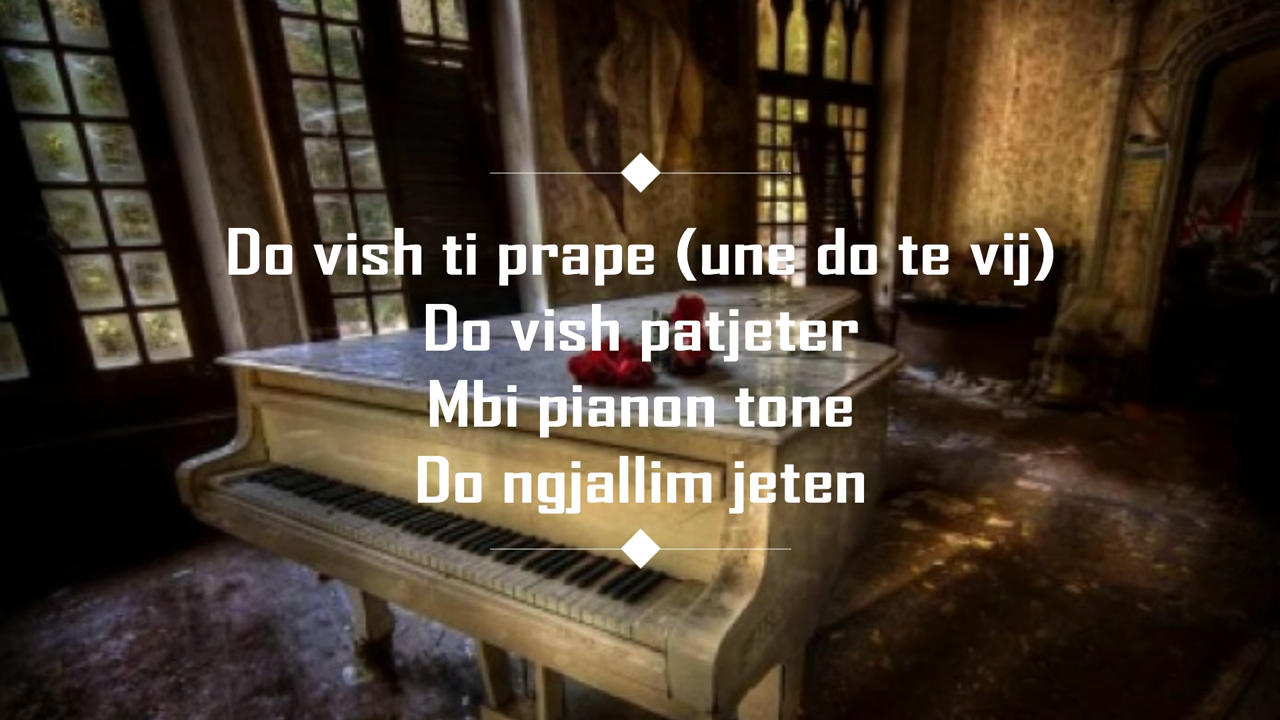 Do vish ti prape (une do te vij)
Do vish patjeter
Mbi pianon tone
Do ngjallim jeten